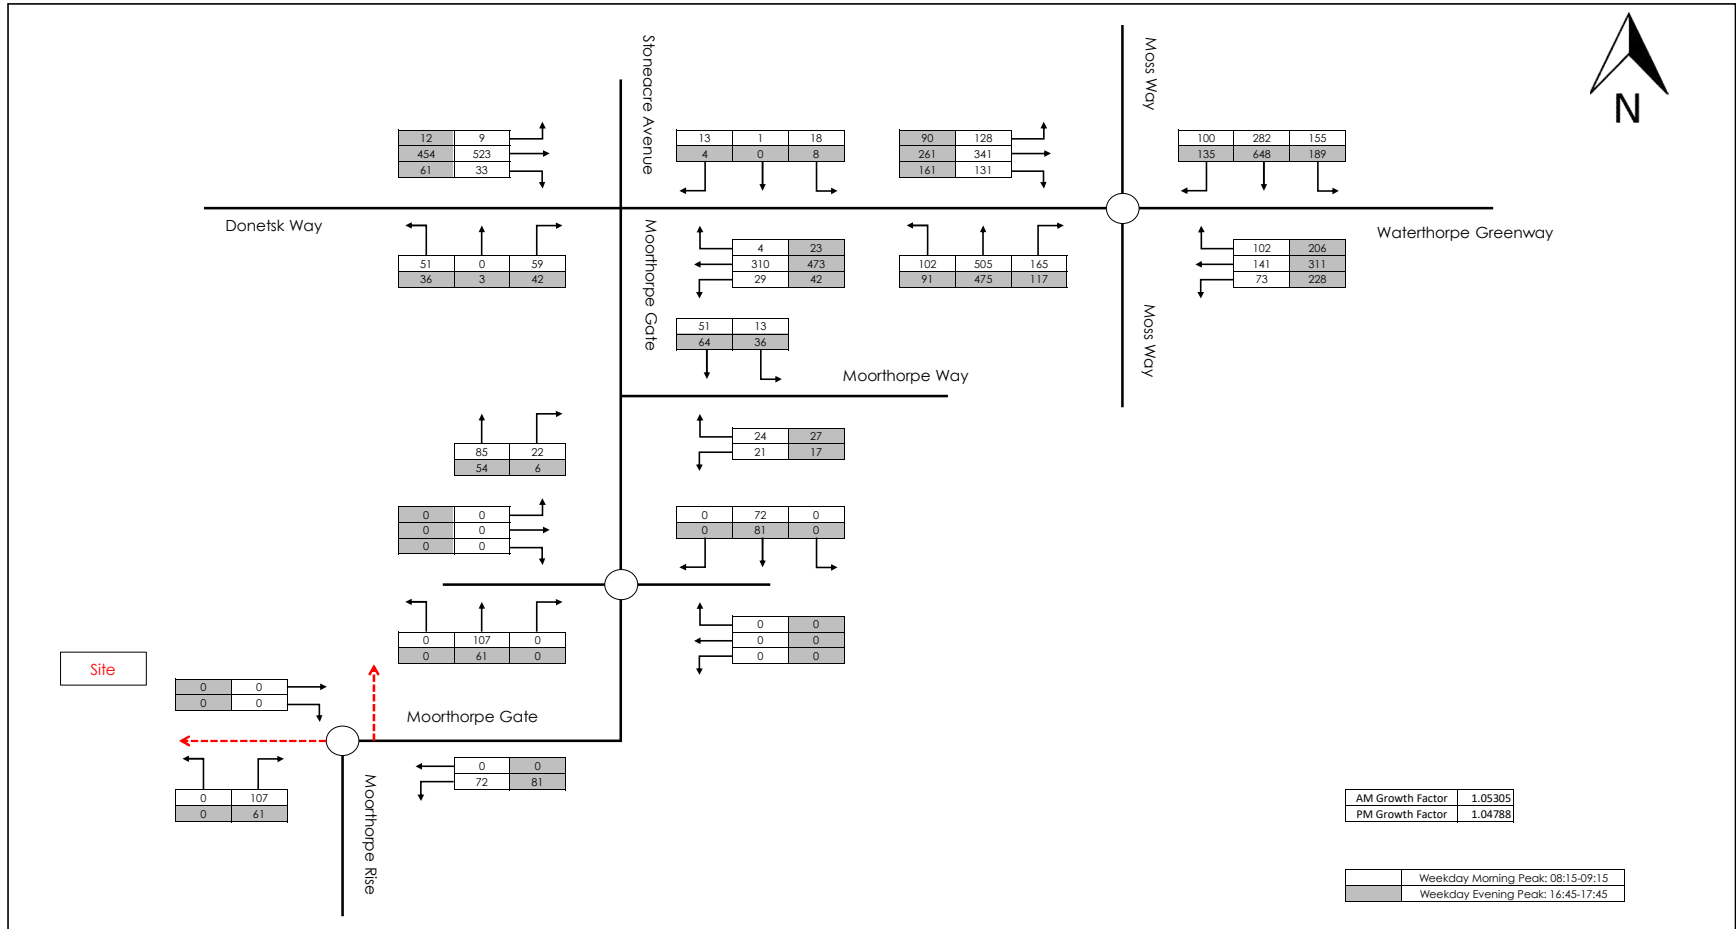 N
Stoneacre Avenue
Moss Way
12 9
454 523
61 33
13 1 18
4 0 8
90 128
261 341
161 131
100 282 155
135 648 189
Donetsk Way
Waterthorpe Greenway
51 0 59
36 3 42
Moorthorpe Gate
4 23
310 473
29 42
102 505 165
91 475 117
102 206
141 311
73 228
Moss Way
51 13
64 36
Moorthorpe Way
85 22
54 6
24 27
21 17
0 0
0 0
0 0
0 72 0
0 81 0
0 107 0
0 61 0
0 0
0 0
0 0
Site
0 0
0 0
Moorthorpe Gate
0 0
72 81
0 107
0 61
Moorthorpe Rise
AM Growth Factor 1.05305
PM Growth Factor 1.04788
Weekday Morning Peak: 08:15-09:15
Weekday Evening Peak: 16:45-17:45